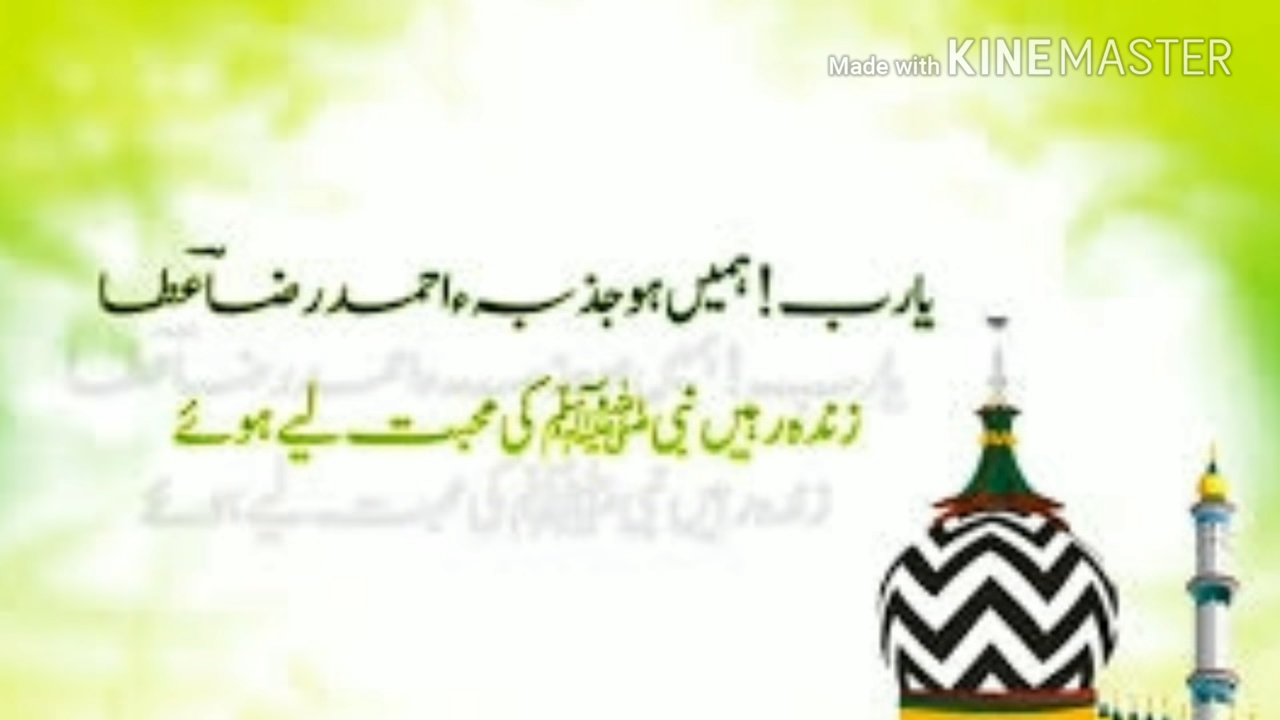 Made with KINEMASTER
یارب! ہمیں ہو جذبہء احمد رضاؔ عطا
زندہ رہیں نبی ﷺ کی محبت لیے ہوئے